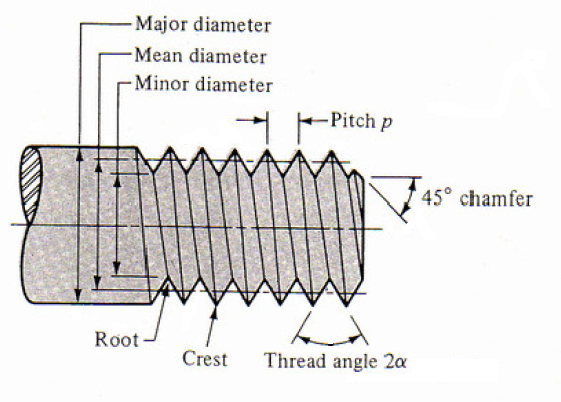 Major diameter
Mean diameter
Minor diameter
Pitch p
45° chamfer
Root
Crest
Thread angle 2α